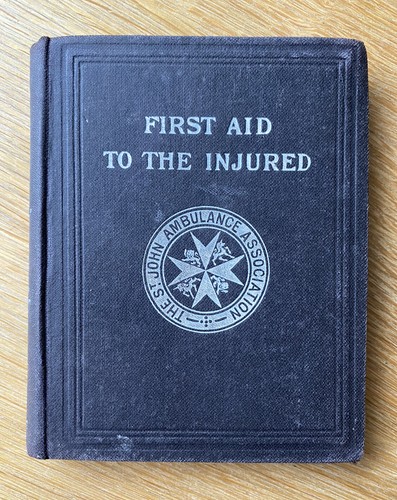 FIRST AID
TO THE INJURED
THE ST JOHN AMBULANCE ASSOCIATION